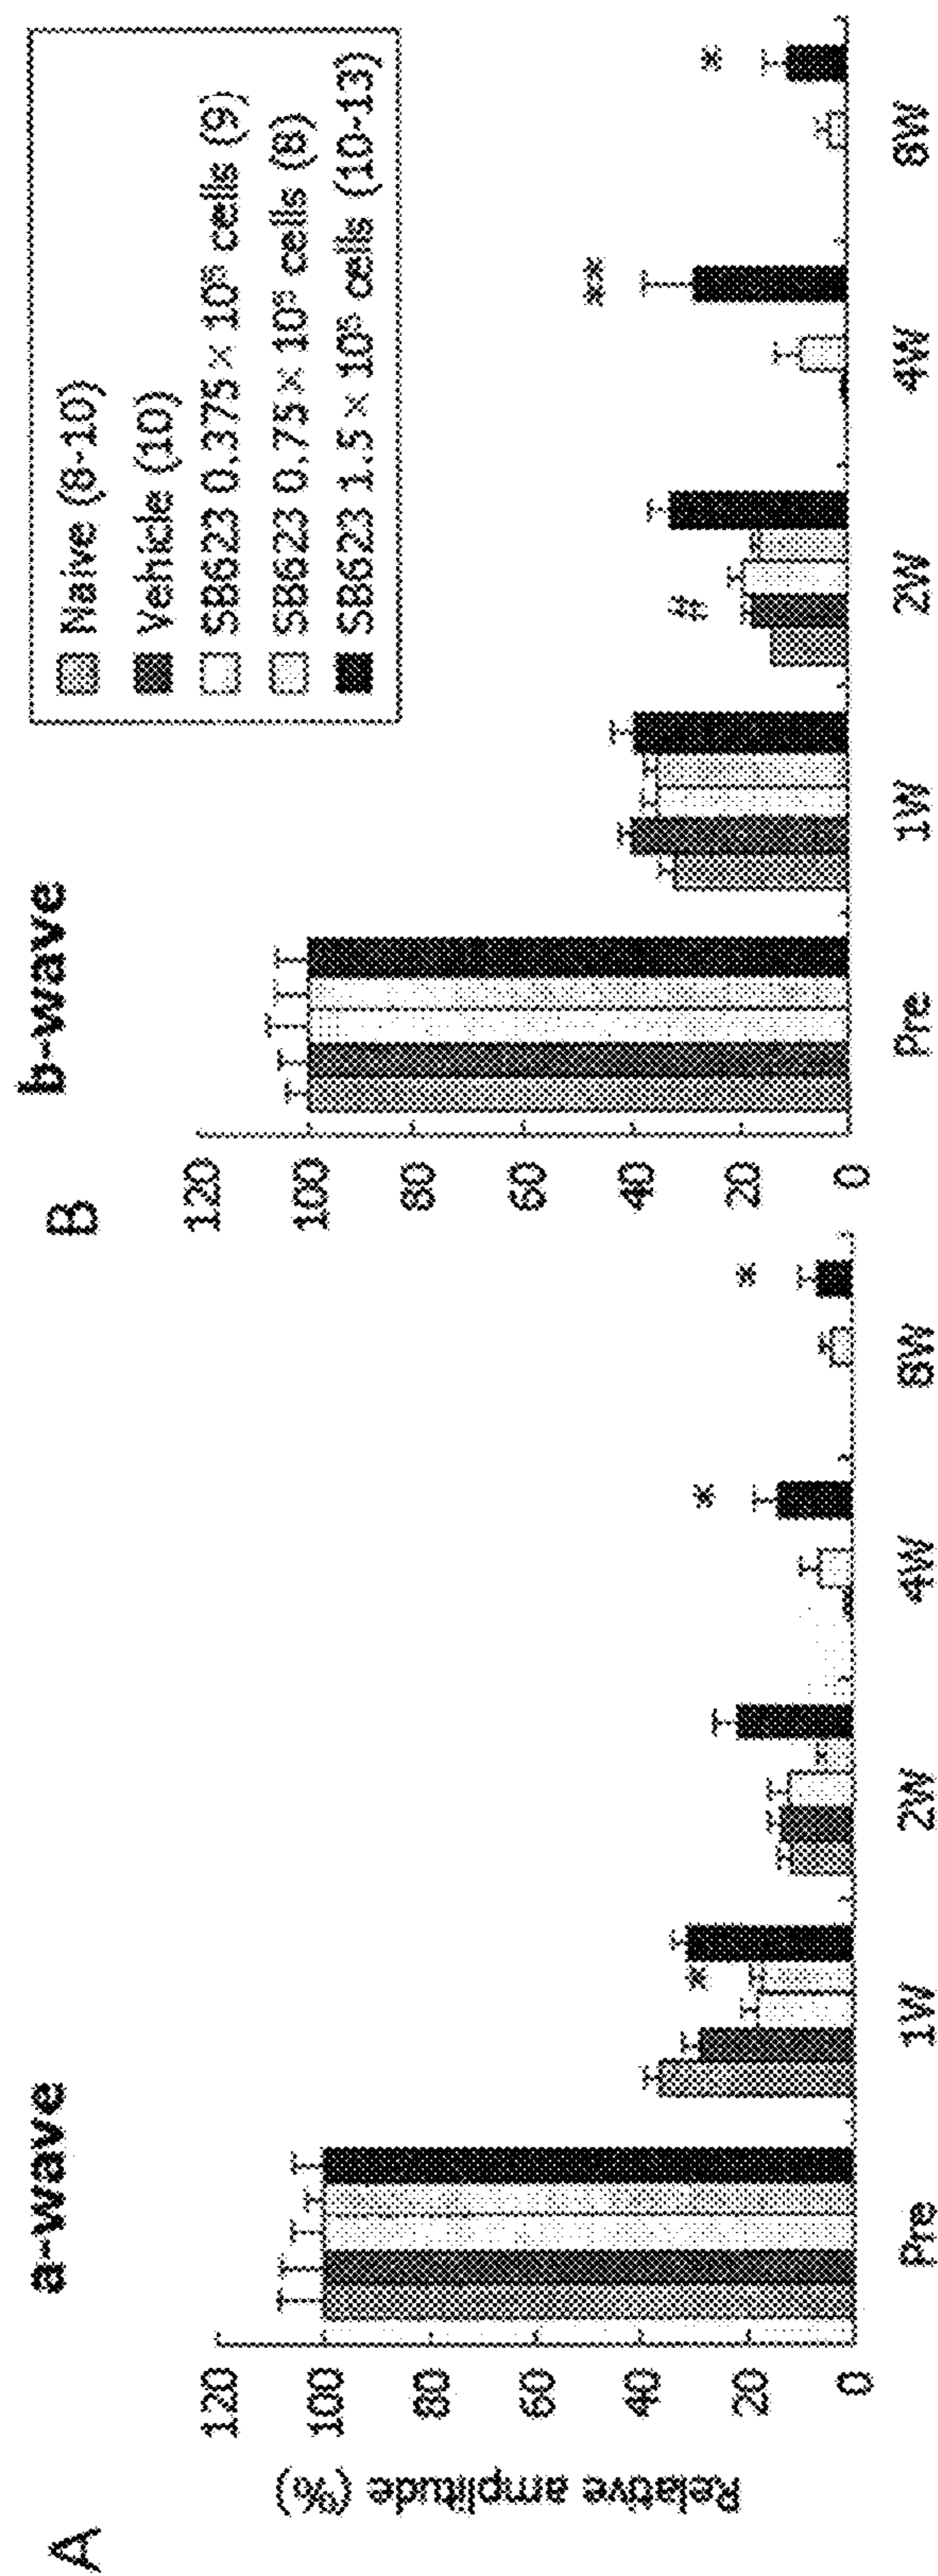 A
a-wave
Relative amplitude (%)
120
100
80
60
40
20
0
Pre
1W
2W
4W
8W
*
*
*
B
b-wave
120
100
80
60
40
20
0
Pre
1W
2W
4W
8W
#
**
*
Naive (8-10)
Vehicle (10)
SB623 0.375× 10⁵ cells (9)
SB623 0.75× 10⁵ cells (8)
SB623 1.5× 10⁵ cells (10-13)